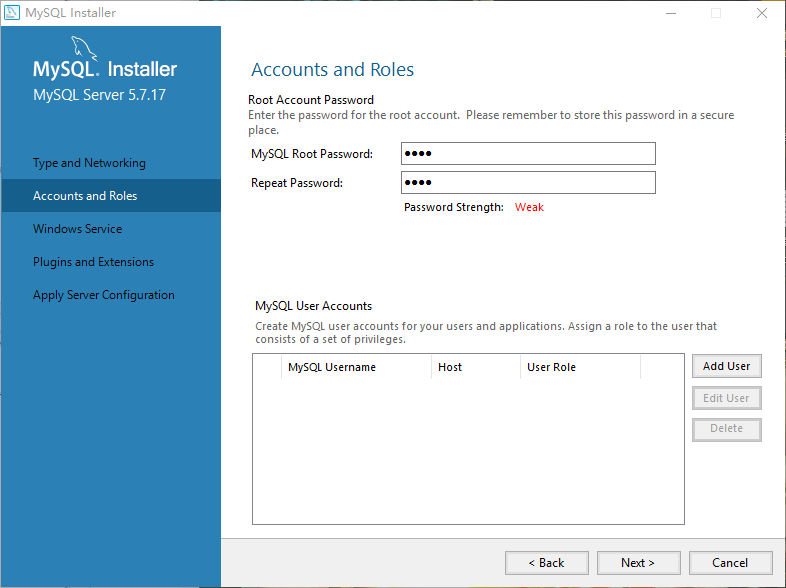 MySQL Installer
MySQL. Installer
MySQL Server 5.7.17
Type and Networking
Accounts and Roles
Windows Service
Plugins and Extensions
Apply Server Configuration
Accounts and Roles
Root Account Password
Enter the password for the root account. Please remember to store this password in a secure
place.
MySQL Root Password: ●●●●
Repeat Password: ●●●●
Password Strength: Weak
MySQL User Accounts
Create MySQL user accounts for your users and applications. Assign a role to the user that
consists of a set of privileges.
MySQL Username Host User Role
Add User
Edit User
Delete
< Back Next > Cancel